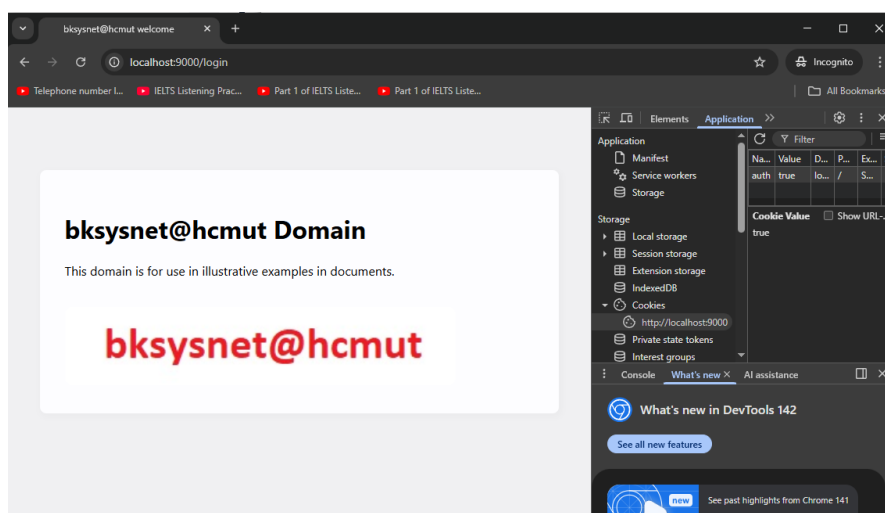 bksysnet@hcmut welcome
localhost:9000/login
Incognito
Telephone number l...
IELTS Listening Prac...
Part 1 of IELTS Liste...
Part 1 of IELTS Liste...
All Bookmarks
bksysnet@hcmut Domain
This domain is for use in illustrative examples in documents.
bksysnet@hcmut
Elements
Application
Application
Manifest
Service workers
Storage
Storage
Local storage
Session storage
Extension storage
IndexedDB
Cookies
http://localhost:9000
Private state tokens
Interest groups
Filter
Na... Value D... P... Ex...
auth true lo... / S...
Cookie Value Show URL-
true
Console What's new AI assistance
What's new in DevTools 142
See all new features
new
See past highlights from Chrome 141